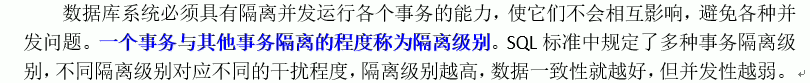 数据库系统必须具有隔离并发运行各个事务的能力，使它们不会相互影响，避免各种并
发问题。一个事务与其他事务隔离的程度称为隔离级别。SQL 标准中规定了多种事务隔离级
别，不同隔离级别对应不同的干扰程度，隔离级别越高，数据一致性就越好，但并发性越弱。